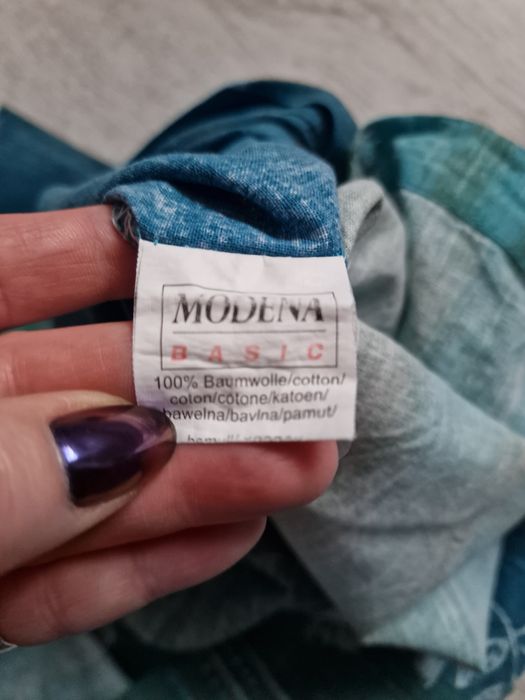 MODENA
BASIC
100% Baumwolle/cotton/
coton/cotone/katoen/
bawelna/bavlna/pamut/